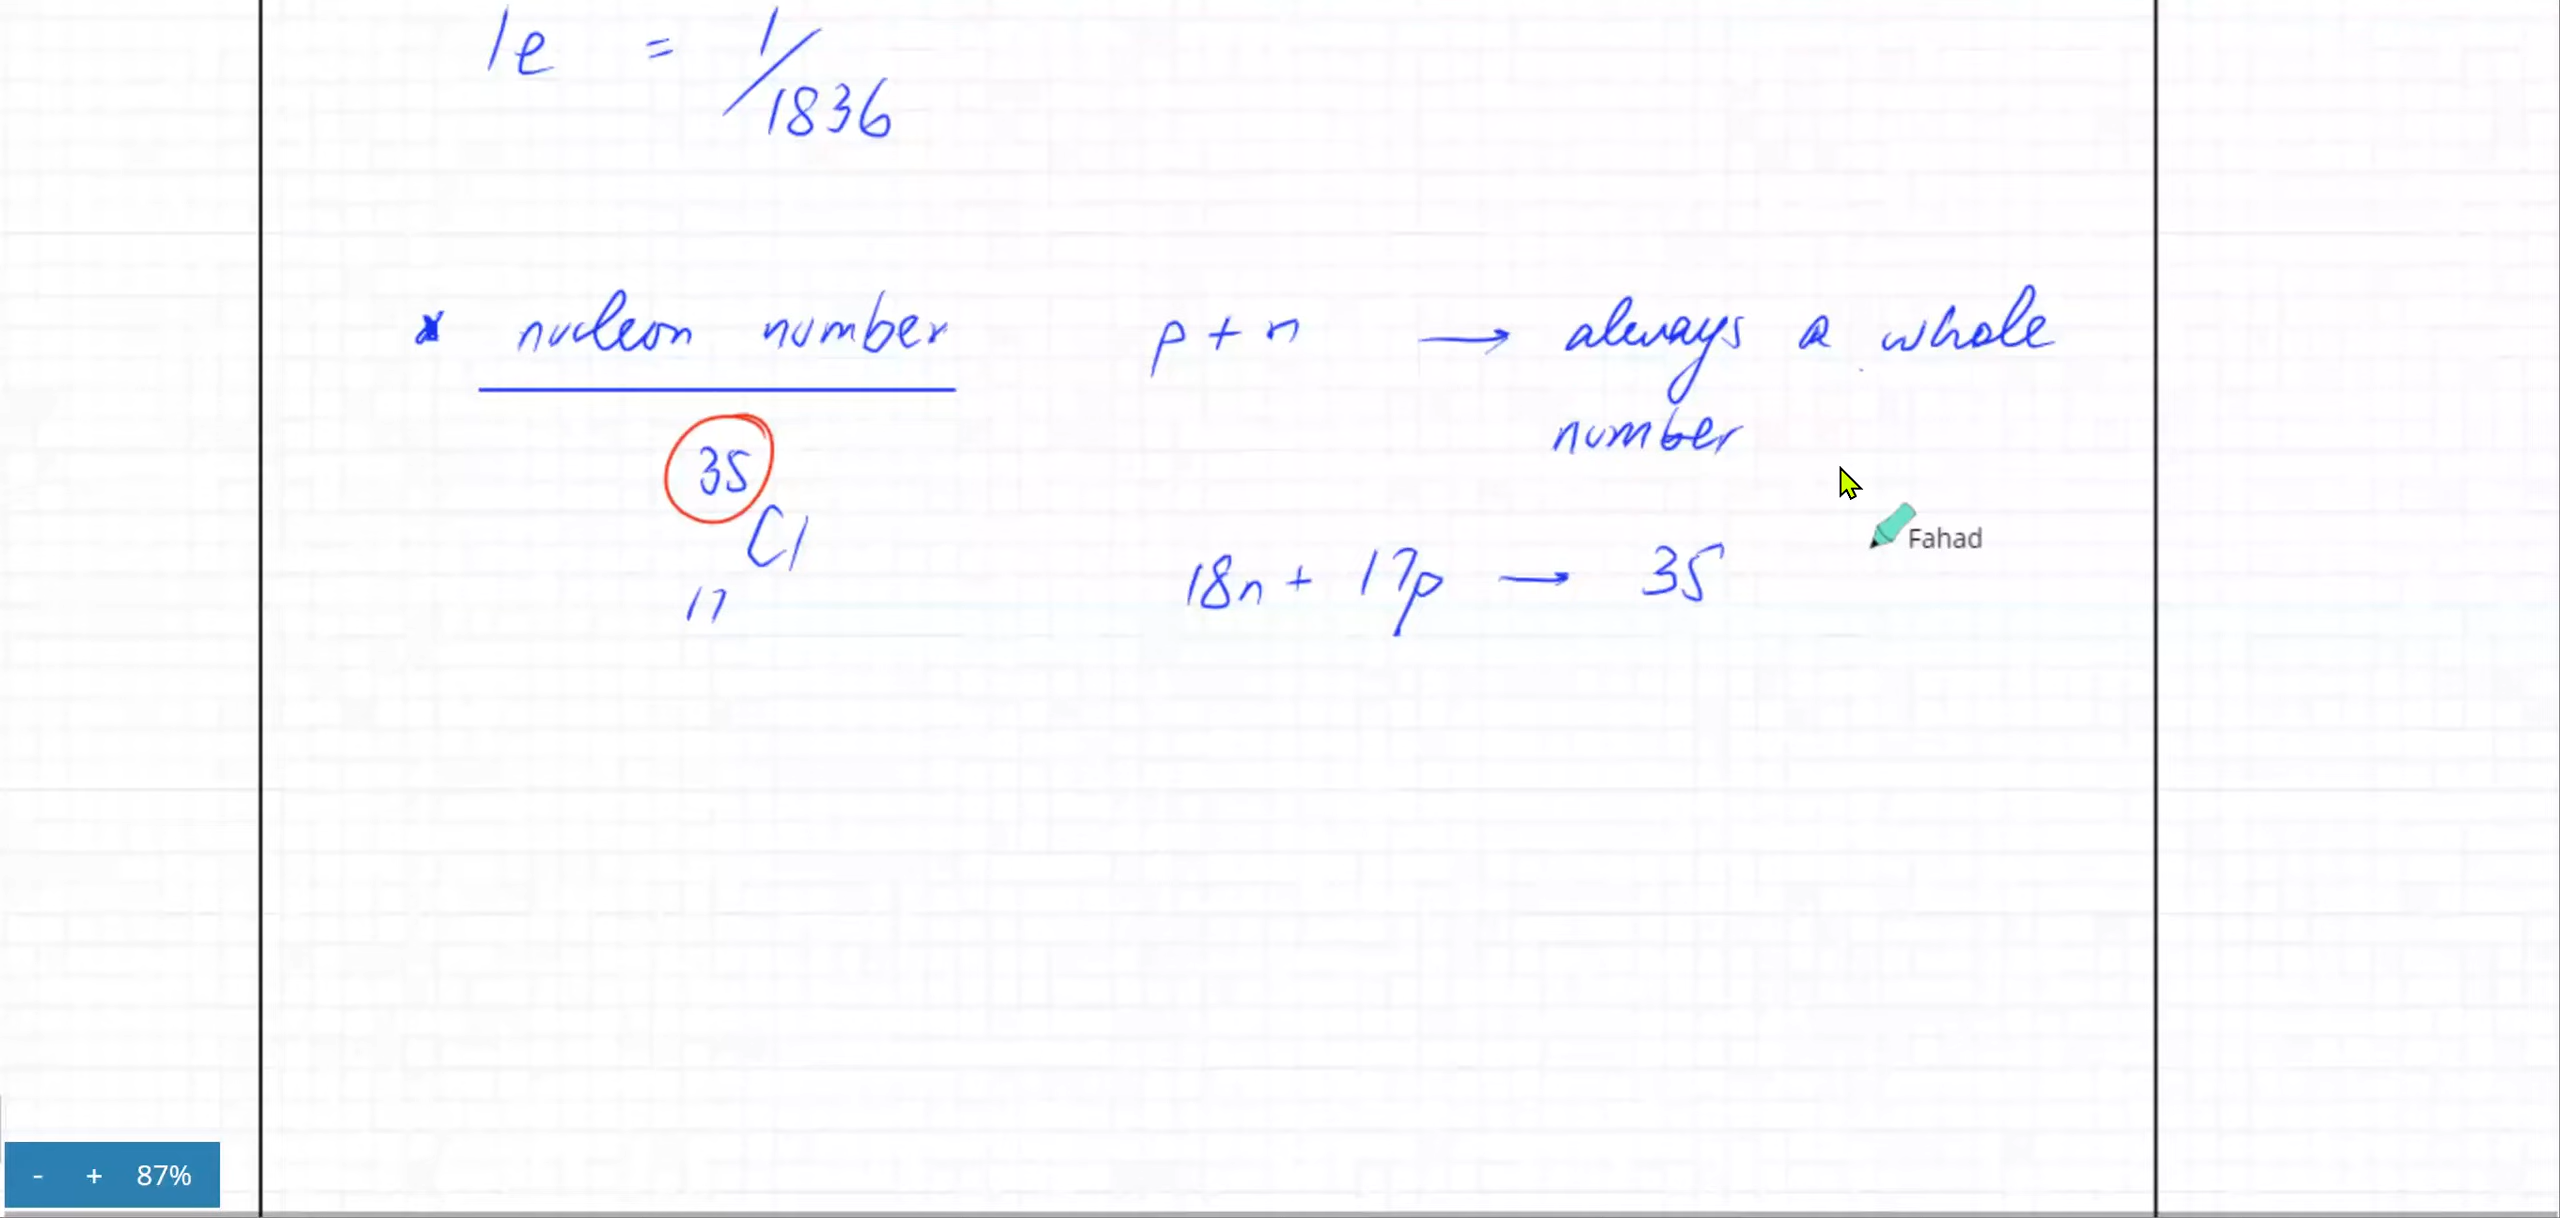 1e = 1/1836
* nucleon number p + n → always a whole
number
35
Cl
17
18n + 17p → 35
Fahad
- + 87%